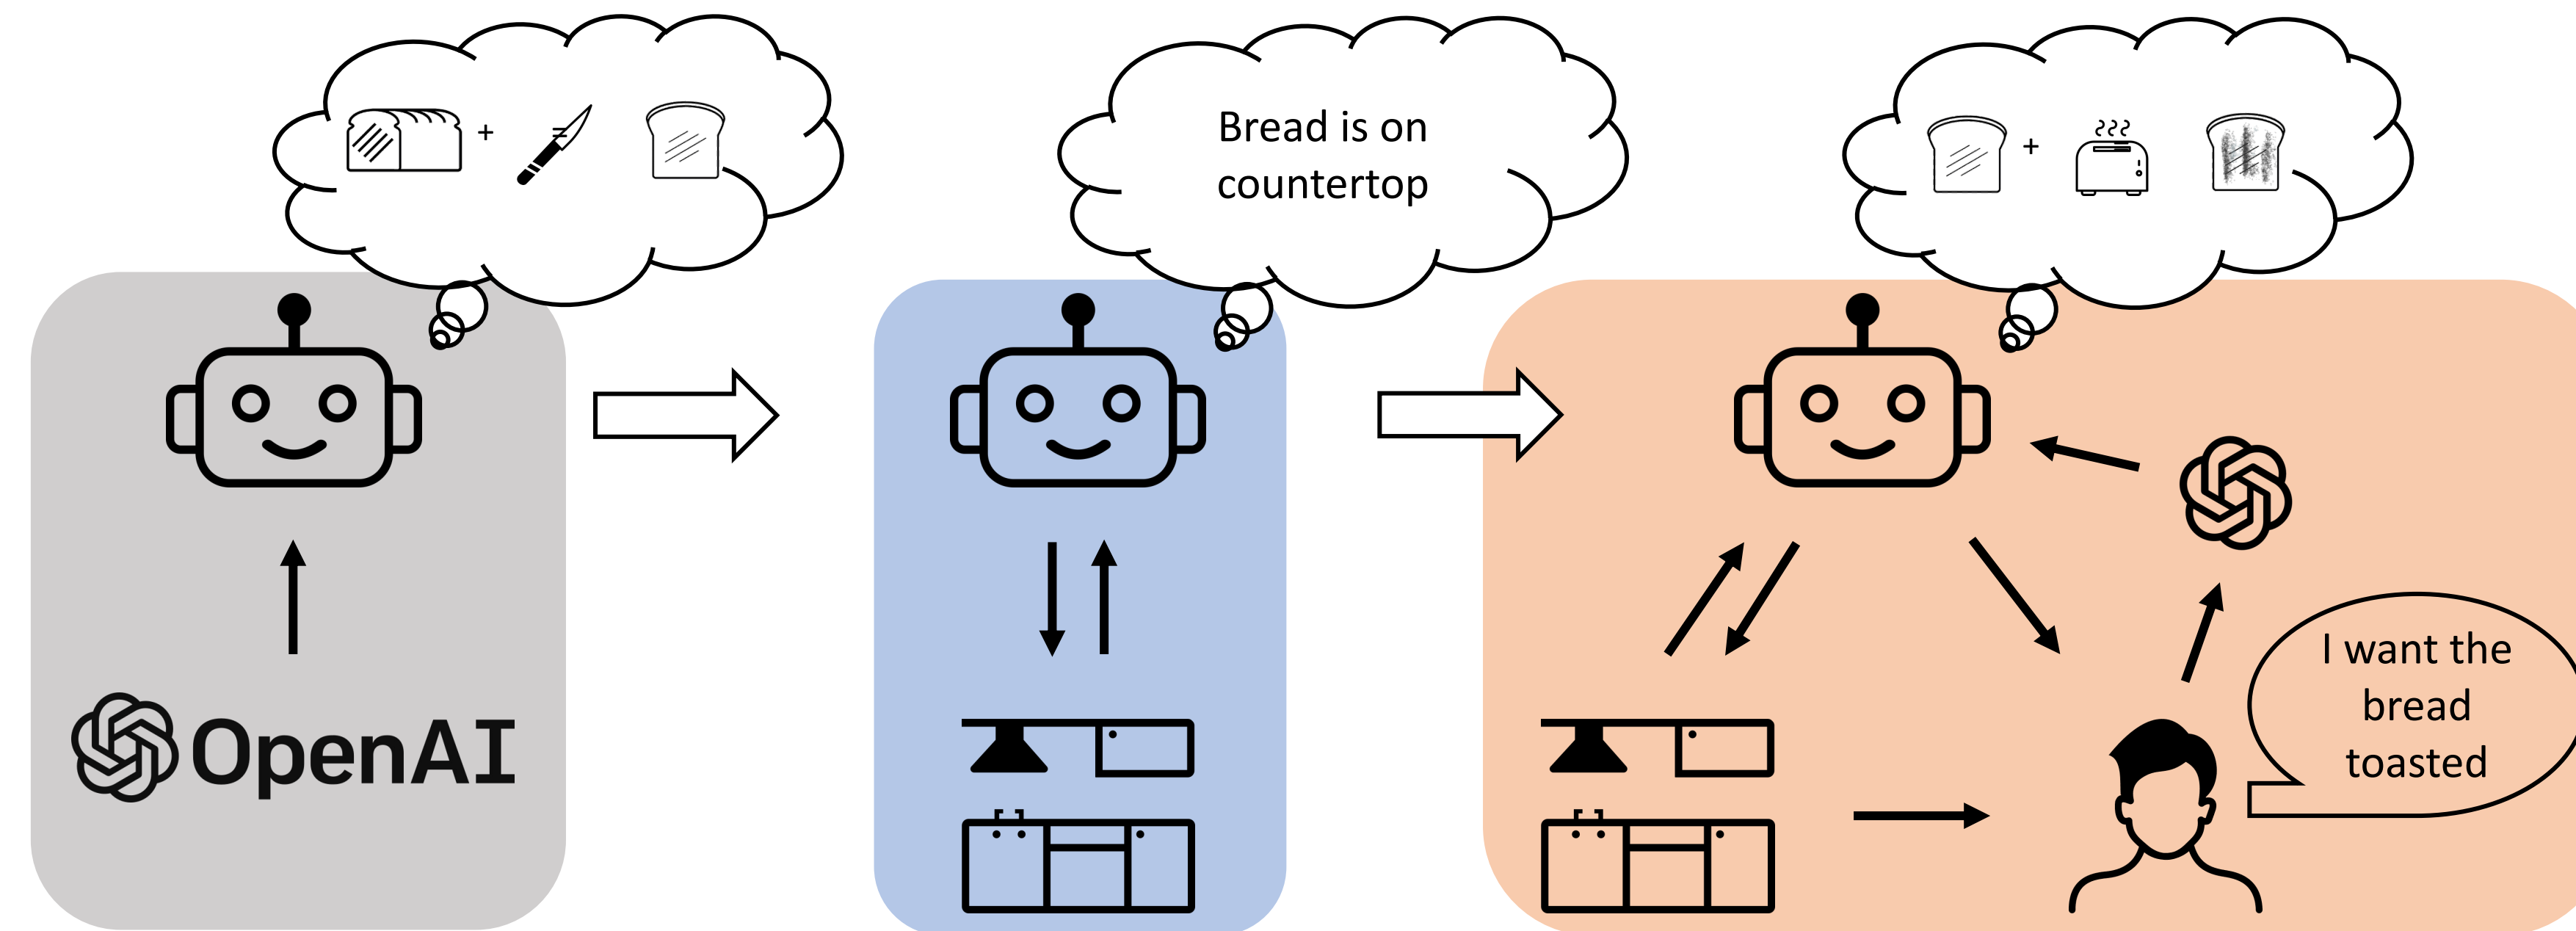 +
=
Bread is on
countertop
+
OpenAI
I want the
bread
toasted